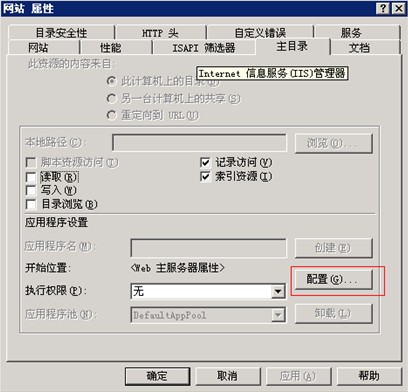 网站 属性
目录安全性 HTTP 头 自定义错误 服务
网站 性能 ISAPI 筛选器 主目录 文档
此资源的内容来自:
此计算机上的目录(D)
Internet 信息服务(IIS)管理器
另一台计算机上的共享(S)
重定向到 URL(U)
本地路径(C): 浏览(O)...
脚本资源访问(T) 记录访问(V)
读取(R) 索引资源(I)
写入(W)
目录浏览(B)
应用程序设置
应用程序名(M): 创建(E)
开始位置: <Web 主服务器属性> 配置(G)...
执行权限(P): 无
应用程序池(N): DefaultAppPool 卸载(L)
确定 取消 应用(A) 帮助